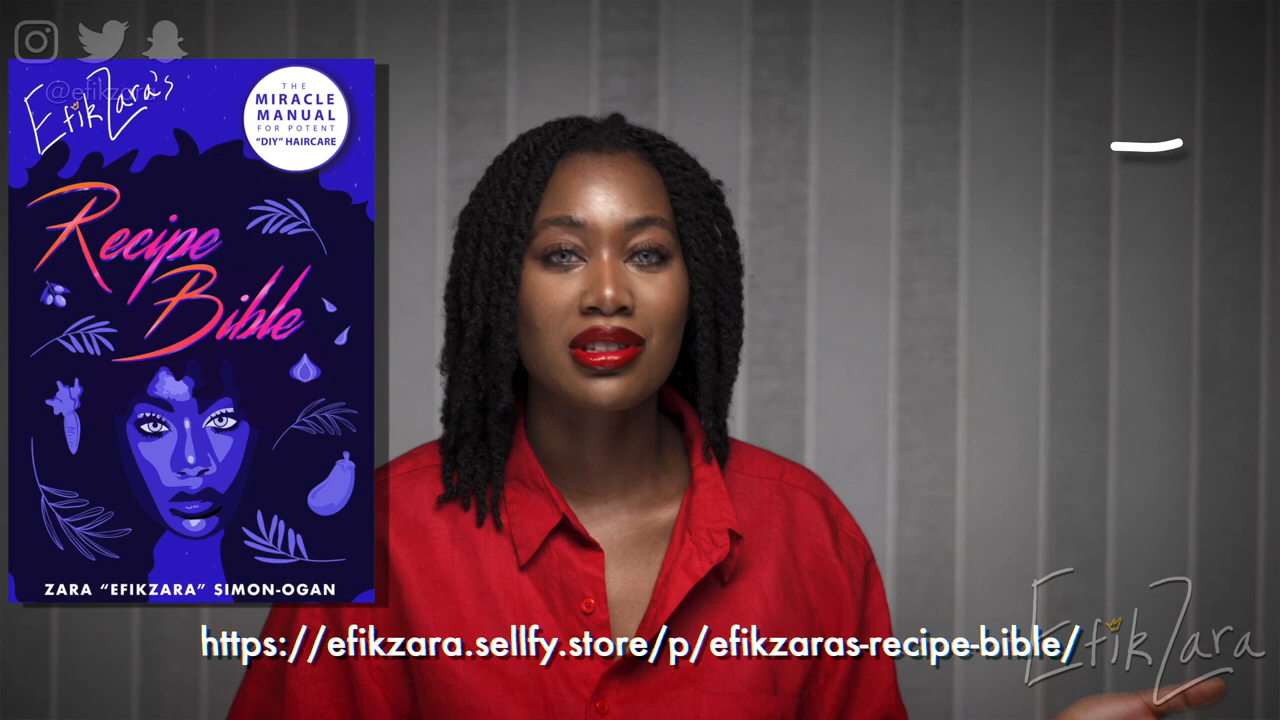 @efikzara
EfikZara's
THE
MIRACLE
MANUAL
FOR POTENT
“DIY” HAIRCARE
Recipe
Bible
ZARA “EFIKZARA” SIMON-OGAN
https://efikzara.sellfy.store/p/efikzaras-recipe-bible/
EfikZara